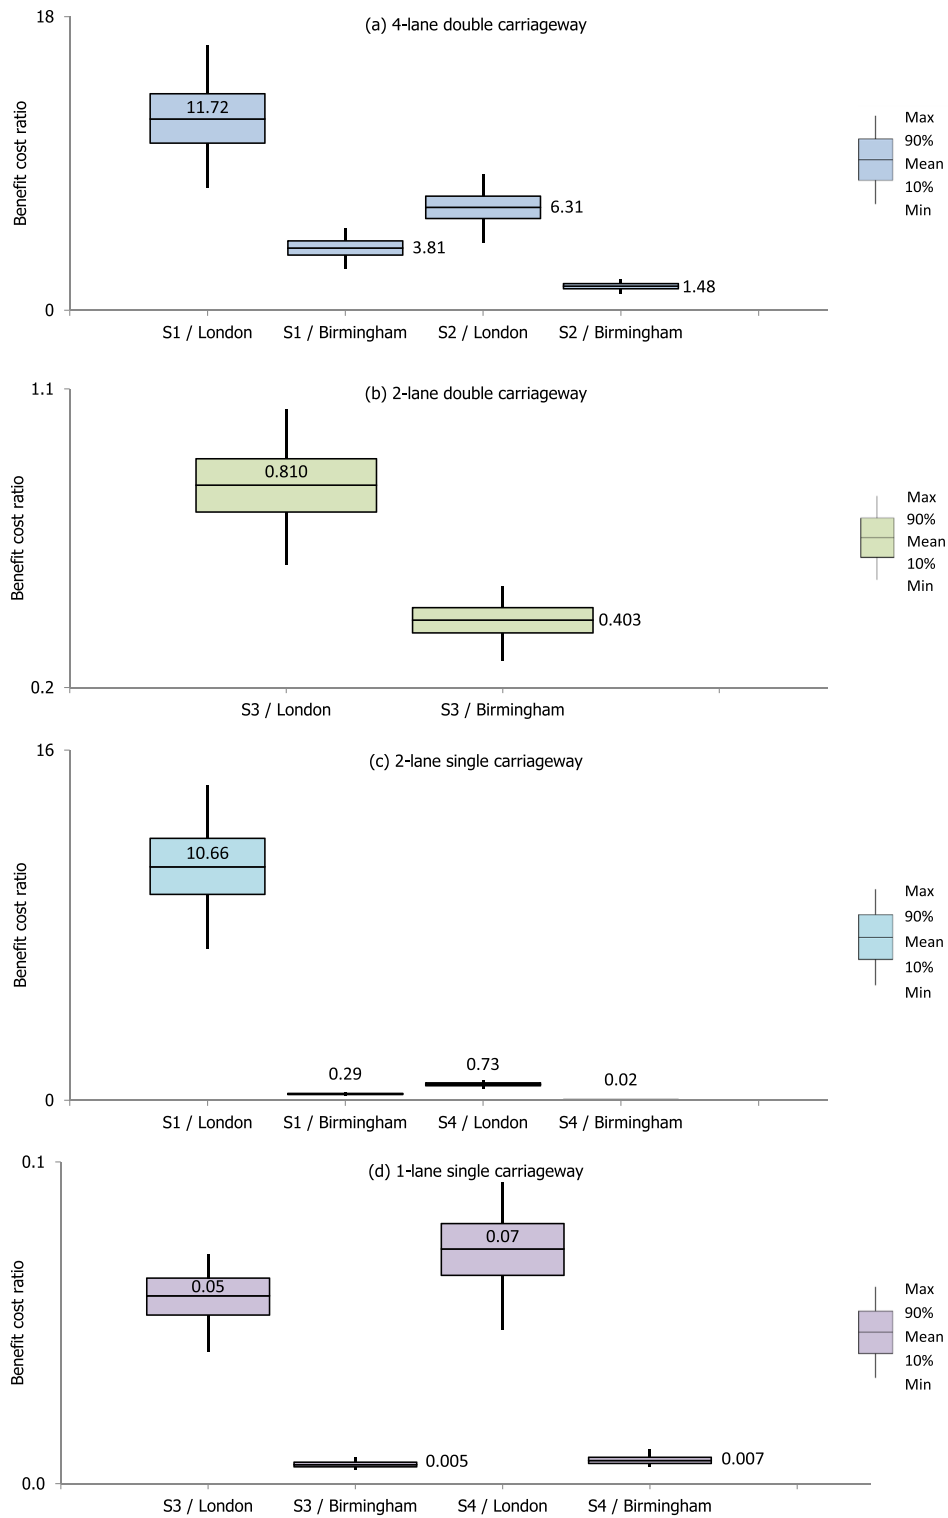 18
(a) 4-lane double carriageway
Benefit cost ratio
11.72
3.81
6.31
1.48
Max
90%
Mean
10%
Min
0
S1 / London S1 / Birmingham S2 / London S2 / Birmingham
1.1
(b) 2-lane double carriageway
Benefit cost ratio
0.810
0.403
Max
90%
Mean
10%
Min
0.2
S3 / London S3 / Birmingham
16
(c) 2-lane single carriageway
Benefit cost ratio
10.66
0.29
0.73
0.02
Max
90%
Mean
10%
Min
0
S1 / London S1 / Birmingham S4 / London S4 / Birmingham
0.1
(d) 1-lane single carriageway
Benefit cost ratio
0.05
0.005
0.07
0.007
Max
90%
Mean
10%
Min
0.0
S3 / London S3 / Birmingham S4 / London S4 / Birmingham